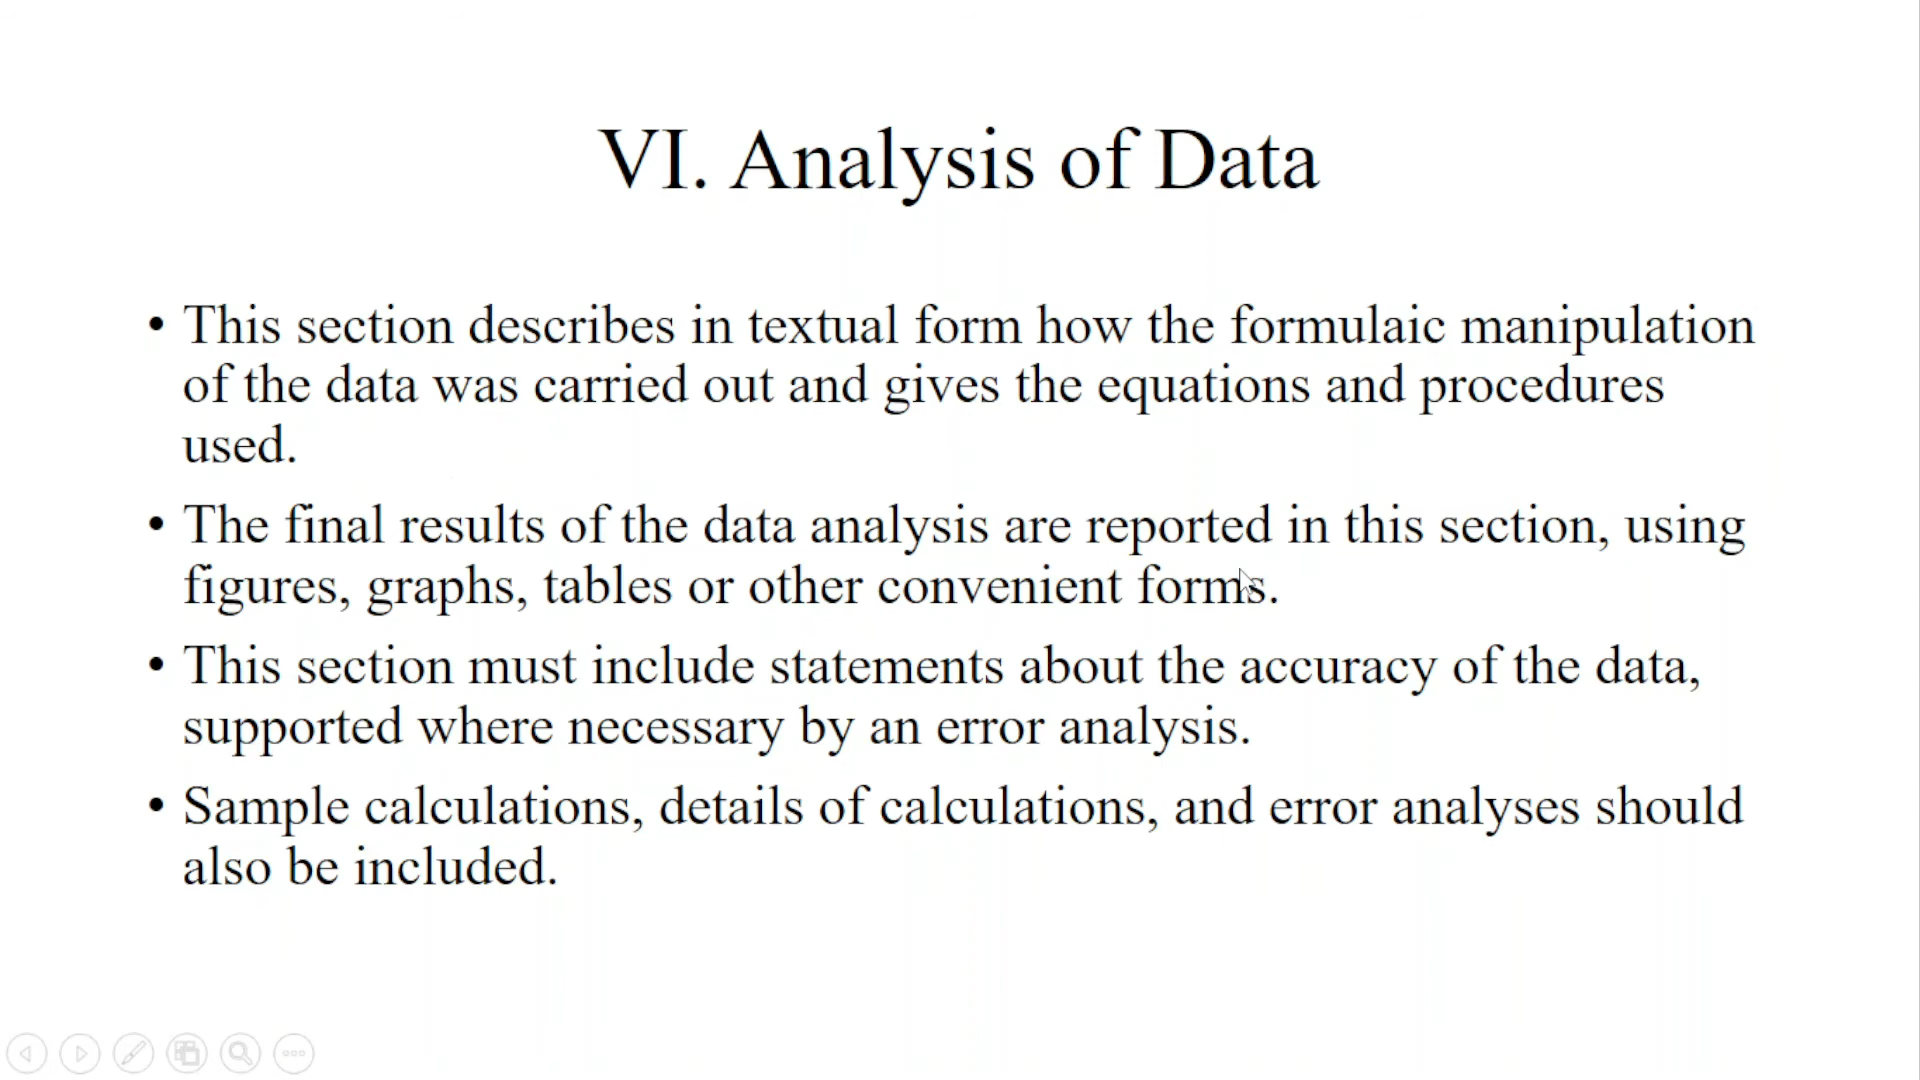 VI. Analysis of Data
• This section describes in textual form how the formulaic manipulation
of the data was carried out and gives the equations and procedures
used.
• The final results of the data analysis are reported in this section, using
figures, graphs, tables or other convenient forms.
• This section must include statements about the accuracy of the data,
supported where necessary by an error analysis.
• Sample calculations, details of calculations, and error analyses should
also be included.